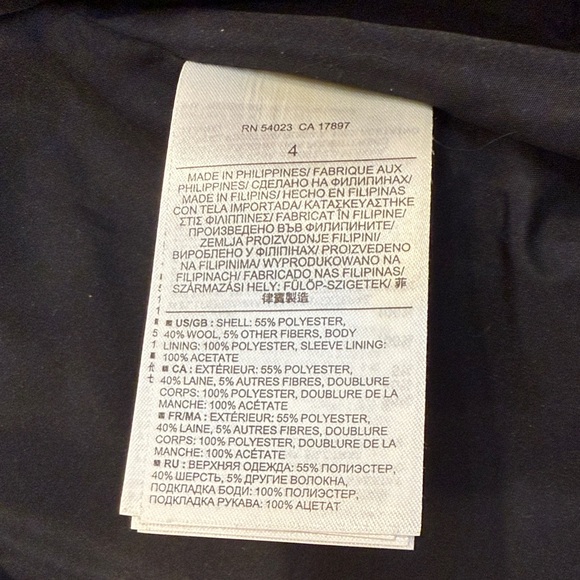 RN 54023 CA 17897
4
MADE IN PHILIPPINES/ FABRIQUE AUX
PHILIPPINES/ СДЕЛАНО НА ФИЛИПИНАХ/
MADE IN FILIPINS/ HECHO EN FILIPINAS
CON TELA IMPORTADA/ ΚΑΤΑΣΚΕΥΑΣΤΗΚΕ
ΣΤΙΣ ΦΙΛΙΠΠΙΝΕΣ/ FABRICAT ÎN FILIPINE/
ПРОИЗВЕДЕНО ВЪВ ФИЛИПИНИТЕ/
ZEMLJA PROIZVODNJE FILIPINI/
ВИРОБЛЕНО У ФІЛІПІНАХ/ PROIZVEDENO
NA FILIPINIMA/ WYPRODUKOWANO NA
FILIPINACH/ FABRICADO NAS FILIPINAS/
SZÁRMAZÁSI HELY: FÜLÖP-SZIGETEK/ 菲
律賓製造
US/GB : SHELL: 55% POLYESTER,
40% WOOL, 5% OTHER FIBERS, BODY
LINING: 100% POLYESTER, SLEEVE LINING:
100% ACETATE
CA : EXTÉRIEUR: 55% POLYESTER,
40% LAINE, 5% AUTRES FIBRES, DOUBLURE
CORPS: 100% POLYESTER, DOUBLURE DE LA
MANCHE: 100% ACÉTATE
FR/MA : EXTÉRIEUR: 55% POLYESTER,
40% LAINE, 5% AUTRES FIBRES, DOUBLURE
CORPS: 100% POLYESTER, DOUBLURE DE LA
MANCHE: 100% ACÉTATE
RU : ВЕРХНЯЯ ОДЕЖДА: 55% ПОЛИЭСТЕР,
40% ШЕРСТЬ, 5% ДРУГИЕ ВОЛОКНА,
ПОДКЛАДКА БОДИ: 100% ПОЛИЭСТЕР,
ПОДКЛАДКА РУКАВА: 100% АЦЕТАТ